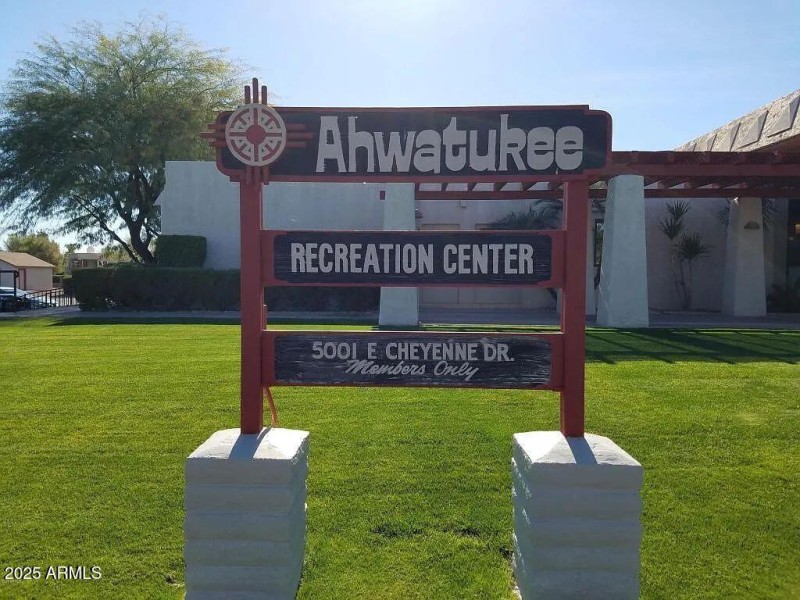 Ahwatukee
RECREATION CENTER
5001 E CHEYENNE DR.
Members Only
2025 ARMLS